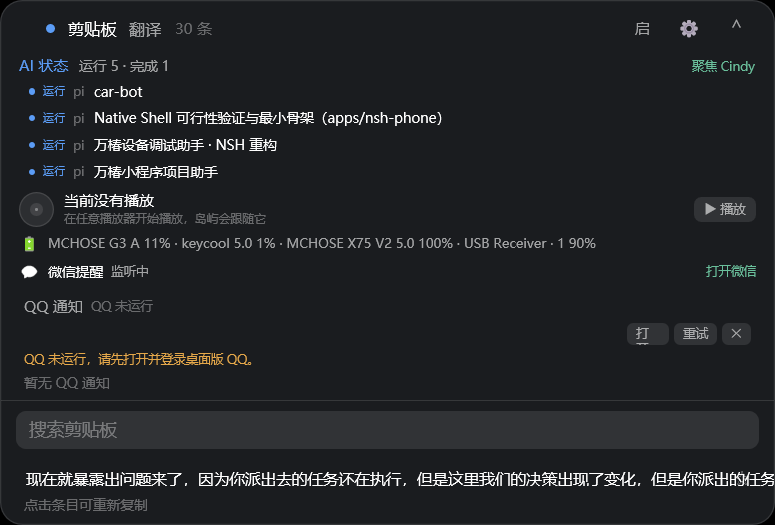 剪贴板 翻译 30 条 启 ^
AI 状态 运行 5 · 完成 1 聚焦 Cindy
运行 pi car-bot
运行 pi Native Shell 可行性验证与最小骨架（apps/nsh-phone）
运行 pi 万椿设备调试助手 · NSH 重构
运行 pi 万椿小程序项目助手
当前没有播放
在任意播放器开始播放，岛屿会跟随它
▶ 播放
MCHOSE G3 A 11% · keycool 5.0 1% · MCHOSE X75 V2 5.0 100% · USB Receiver · 1 90%
微信提醒 监听中 打开微信
QQ 通知 QQ 未运行
打开 重试 ×
QQ 未运行，请先打开并登录桌面版 QQ。
暂无 QQ 通知
搜索剪贴板
现在就暴露出问题来了，因为你派出去的任务还在执行，但是这里我们的决策出现了变化，但是你派出的任务
点击条目可重新复制